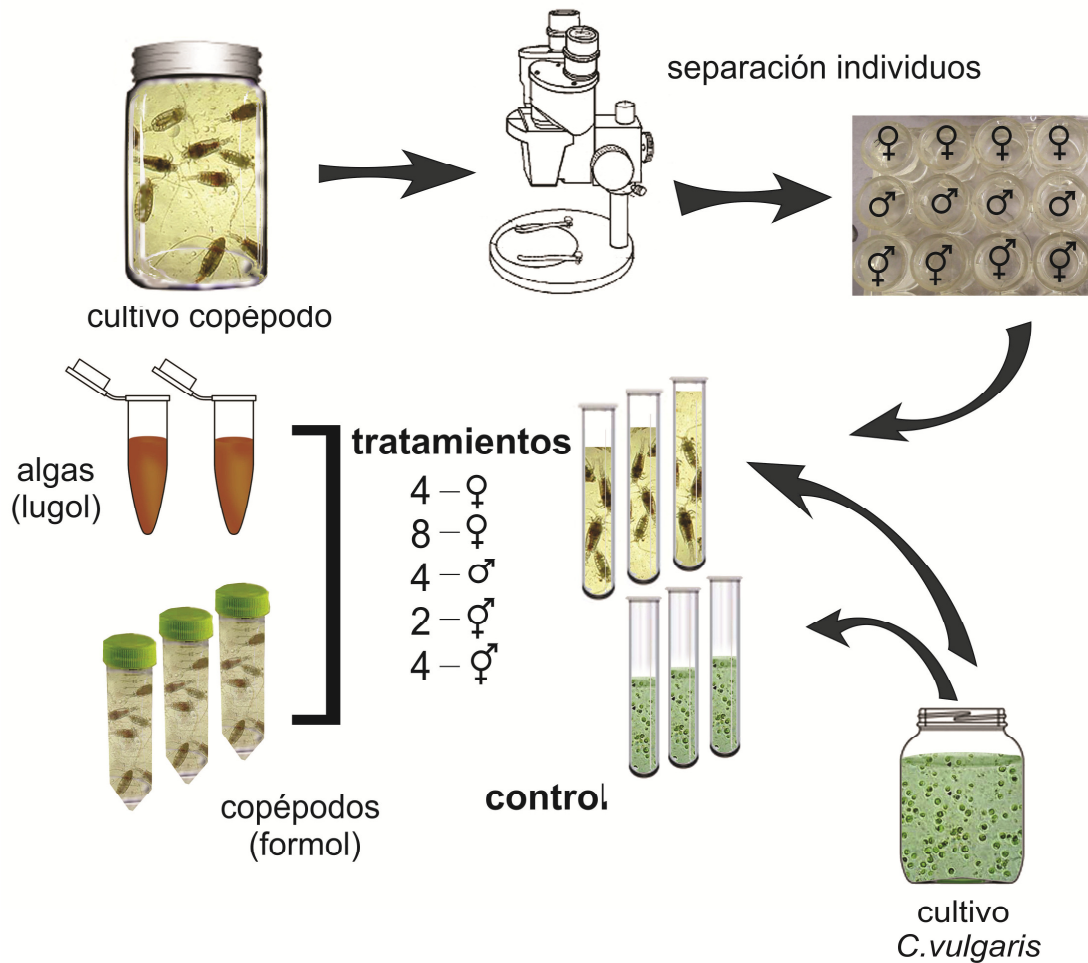 separación individuos
♀ ♀ ♀ ♀
♂ ♂ ♂ ♂
⚥ ⚥ ⚥ ⚥
cultivo copépodo
algas
(lugol)
tratamientos
4 – ♀
8 – ♀
4 – ♂
2 – ⚥
4 – ⚥
copépodos
(formol)
control
cultivo
C.vulgaris